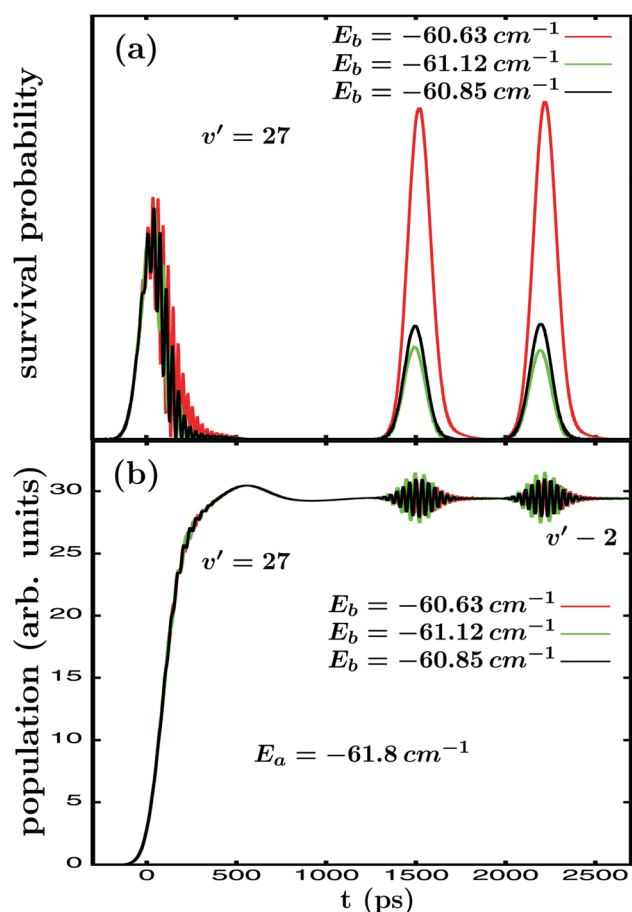 (a)
E_b = −60.63 cm⁻¹
E_b = −61.12 cm⁻¹
E_b = −60.85 cm⁻¹
v′ = 27
survival probability
(b)
30
v′ − 2
25
v′ = 27
20
E_b = −60.63 cm⁻¹
E_b = −61.12 cm⁻¹
E_b = −60.85 cm⁻¹
15
10
E_a = −61.8 cm⁻¹
5
0
population (arb. units)
0 500 1000 1500 2000 2500
t (ps)